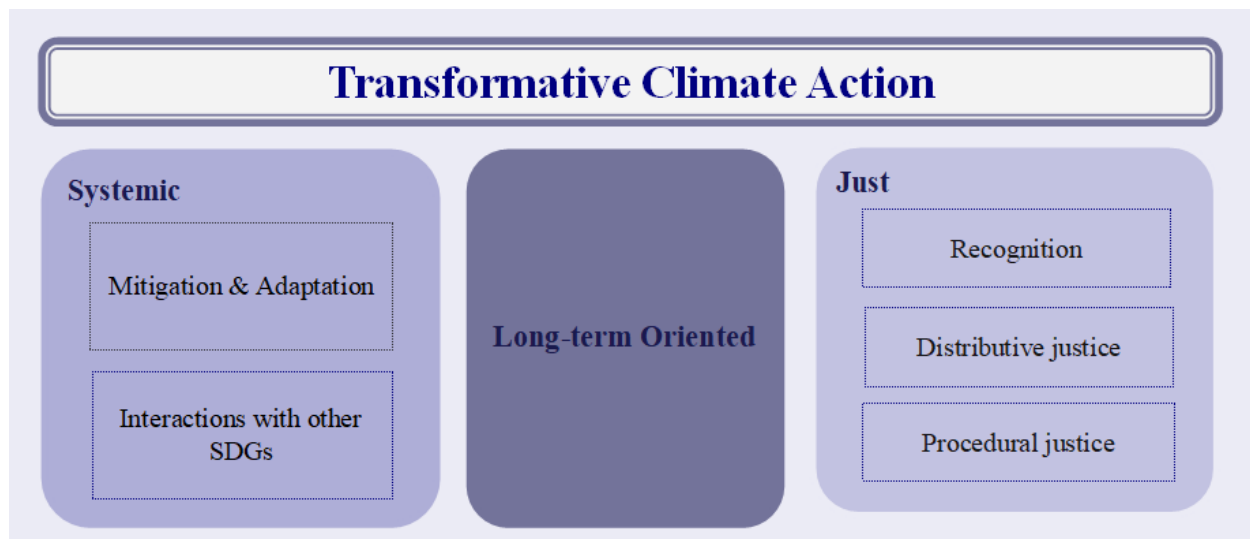 Transformative Climate Action
Systemic
Mitigation & Adaptation
Interactions with other
SDGs
Long-term Oriented
Just
Recognition
Distributive justice
Procedural justice